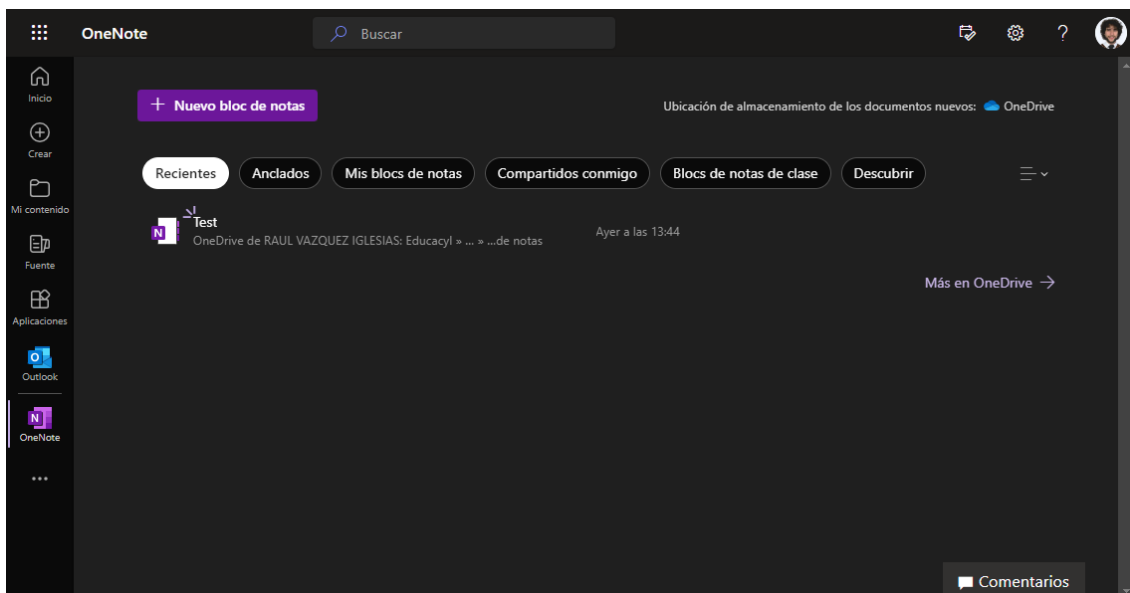 OneNote
Buscar
?
Inicio
Crear
Mi contenido
Fuente
Aplicaciones
O
Outlook
N
OneNote
+ Nuevo bloc de notas
Ubicación de almacenamiento de los documentos nuevos: OneDrive
Recientes Anclados Mis blocs de notas Compartidos conmigo Blocs de notas de clase Descubrir
N
Test
OneDrive de RAUL VAZQUEZ IGLESIAS: Educacyl » ... » ...de notas
Ayer a las 13:44
Más en OneDrive →
Comentarios